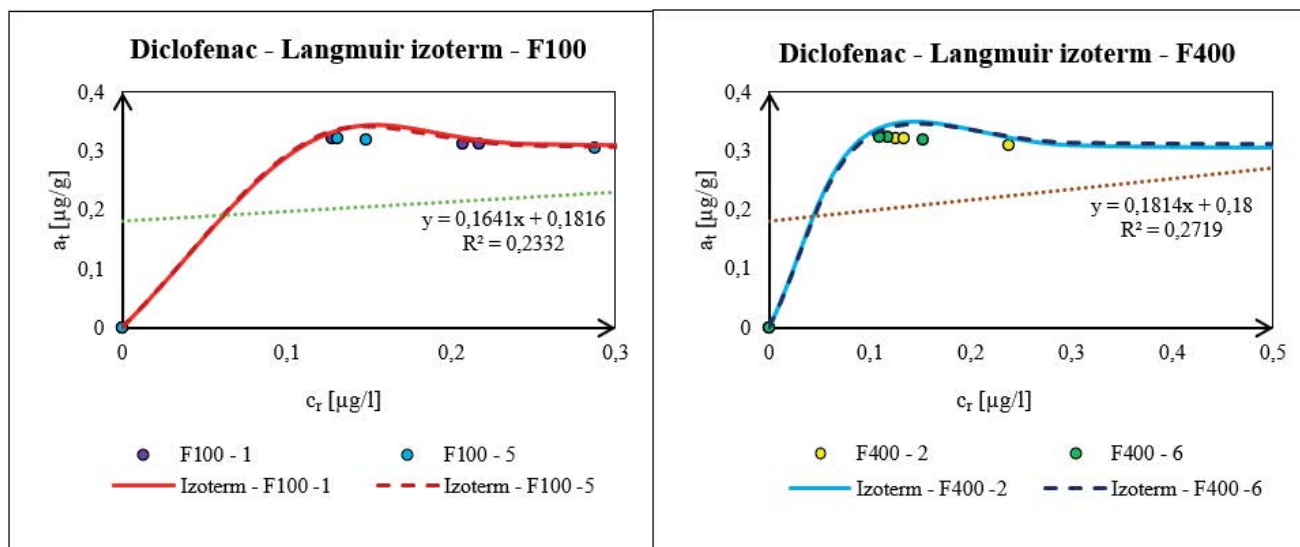 Diclofenac - Langmuir izoterm - F100
0,4
0,3
0,2
0,1
0
a_t [µg/g]
y = 0,1641x + 0,1816
R² = 0,2332
0 0,1 0,2 0,3
c_r [µg/l]
F100 - 1 F100 - 5
Izoterm - F100 -1 Izoterm - F100 -5
Diclofenac - Langmuir izoterm - F400
0,4
0,3
0,2
0,1
0
a_t [µg/g]
y = 0,1814x + 0,18
R² = 0,2719
0 0,1 0,2 0,3 0,4 0,5
c_r [µg/l]
F400 - 2 F400 - 6
Izoterm - F400 -2 Izoterm - F400 -6